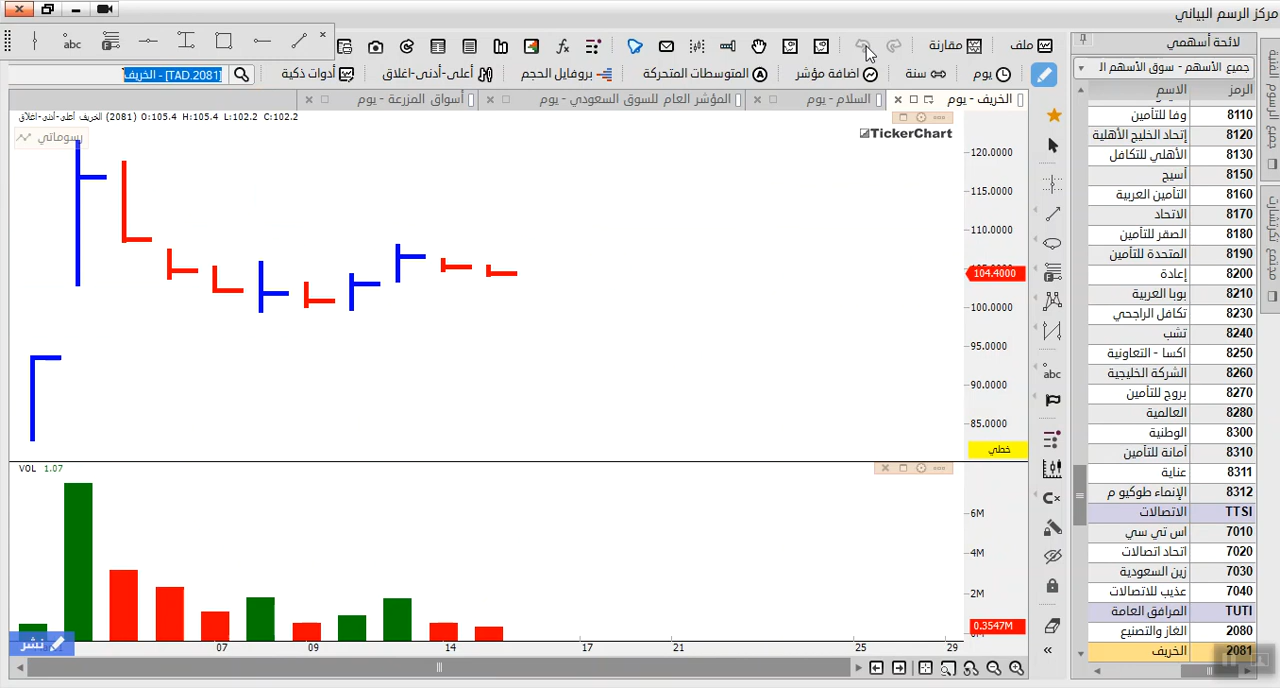 مركز الرسم البياني
ملف
مقارنة
abc
لائحة أسهمي
يوم
سنة
اضافة مؤشر
المتوسطات المتحركة
بروفايل الحجم
أعلى-أدنى-اغلاق
أدوات ذكية
[TAD.2081] - الخريف
جميع الأسهم - سوق الأسهم ال
الخريف - يوم
السلام - يوم
المؤشر العام للسوق السعودي - يوم
أسواق المزرعة - يوم
الرمز الاسم
الخريف أعلى-أدنى-اغلاق (2081) O:105.4 H:105.4 L:102.2 C:102.2
رسوماتي
TickerChart
120.0000
115.0000
110.0000
104.4000
100.0000
95.0000
90.0000
85.0000
خطي
VOL 1.07
6M
4M
2M
0.3547M
نشر
07
09
14
17
21
25
29
abc
8110 وفا للتأمين
8120 إتحاد الخليج الأهلية
8130 الأهلي للتكافل
8150 أسيج
8160 التأمين العربية
8170 الاتحاد
8180 الصقر للتأمين
8190 المتحدة للتأمين
8200 إعادة
8210 بوبا العربية
8230 تكافل الراجحي
8240 تشب
8250 اكسا - التعاونية
8260 الشركة الخليجية
8270 بروج للتأمين
8280 العالمية
8300 الوطنية
8310 أمانة للتأمين
8311 عناية
8312 الإنماء طوكيو م
TTSI الاتصالات
7010 اس تي سي
7020 اتحاد اتصالات
7030 زين السعودية
7040 عذيب للاتصالات
TUTI المرافق العامة
2080 الغاز والتصنيع
2081 الخريف
مجتمع تكرتشارت